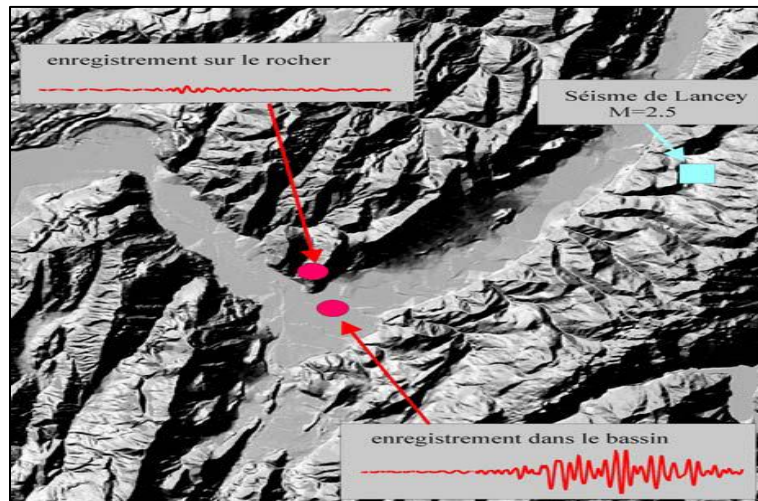 enregistrement sur le rocher
Séisme de Lancey
M=2.5
enregistrement dans le bassin